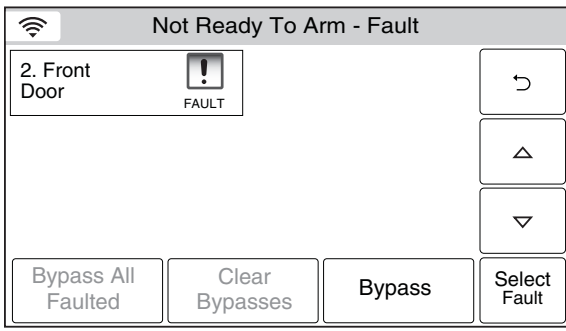 Not Ready To Arm - Fault
2. Front
Door
FAULT
Bypass All
Faulted
Clear
Bypasses
Bypass
Select
Fault